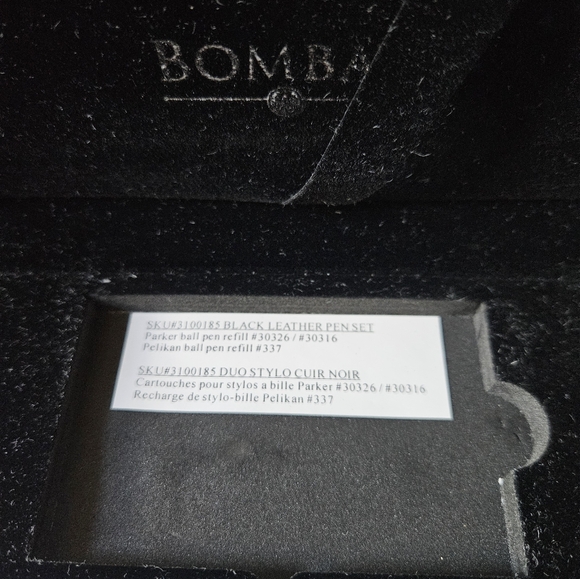 BOMBA
SKU#3100185 BLACK LEATHER PEN SET
Parker ball pen refill #30326 / #30316
Pelikan ball pen refill #337
SKU#3100185 DUO STYLO CUIR NOIR
Cartouches pour stylos a bille Parker #30326 / #30316
Recharge de stylo-bille Pelikan #337